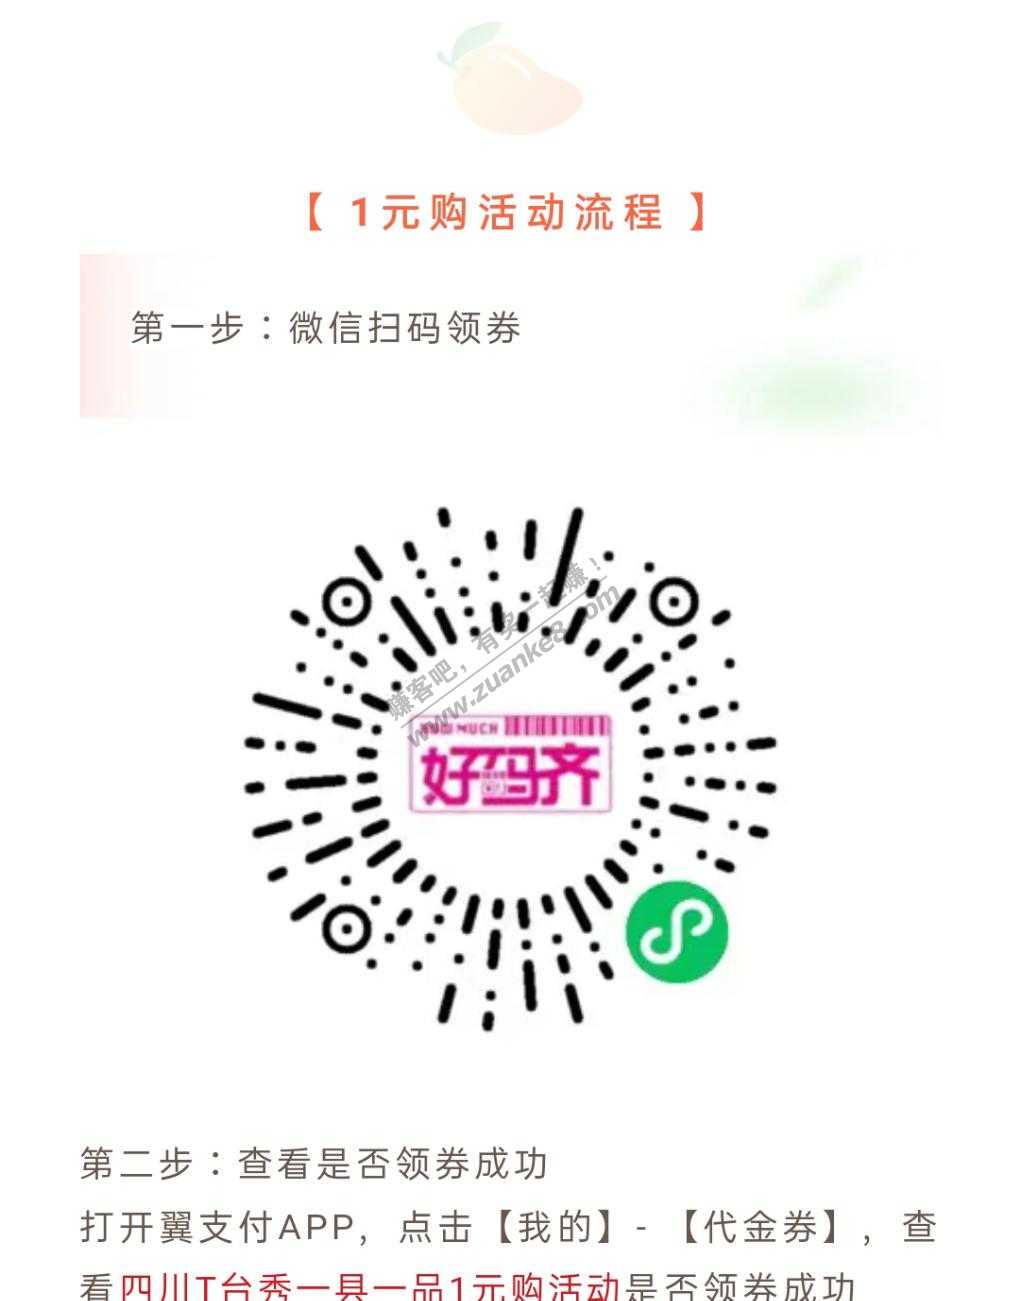 【 1元购活动流程 】
第一步：微信扫码领券
赚客吧，有奖一起赚！
www.zuanke8.com
MUCH
好码齐
第二步：查看是否领券成功
打开翼支付APP，点击【我的】-【代金券】，查
看四川T台秀一县一品1元购活动是否领券成功